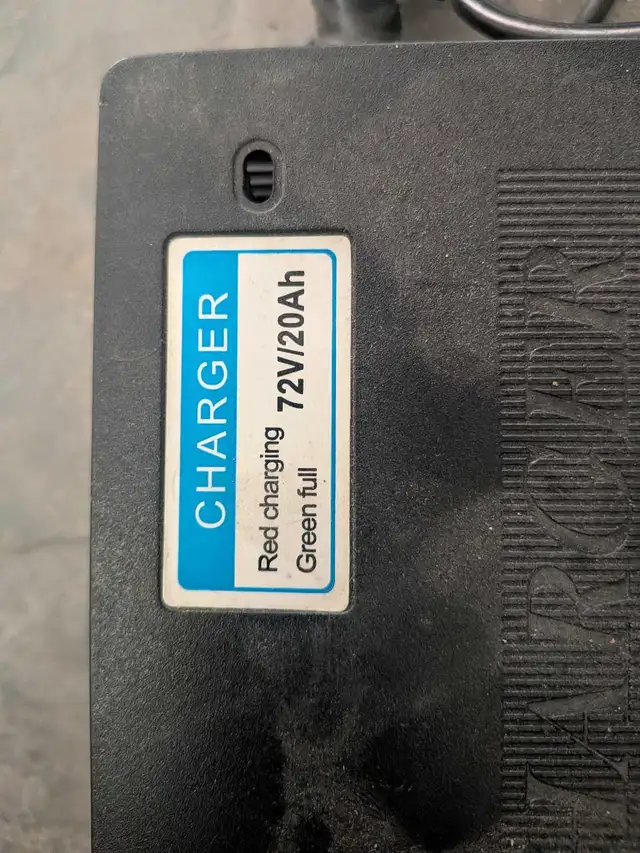 CHARGER
Red charging 72V/20Ah
Green full